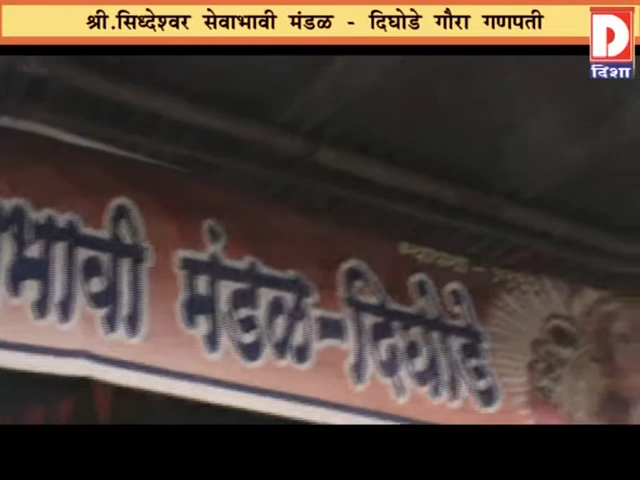 श्री.सिध्देश्वर सेवाभावी मंडळ - दिघोडे गौरा गणपती
D
दिशा
भावी मंडळ-दिघोडे